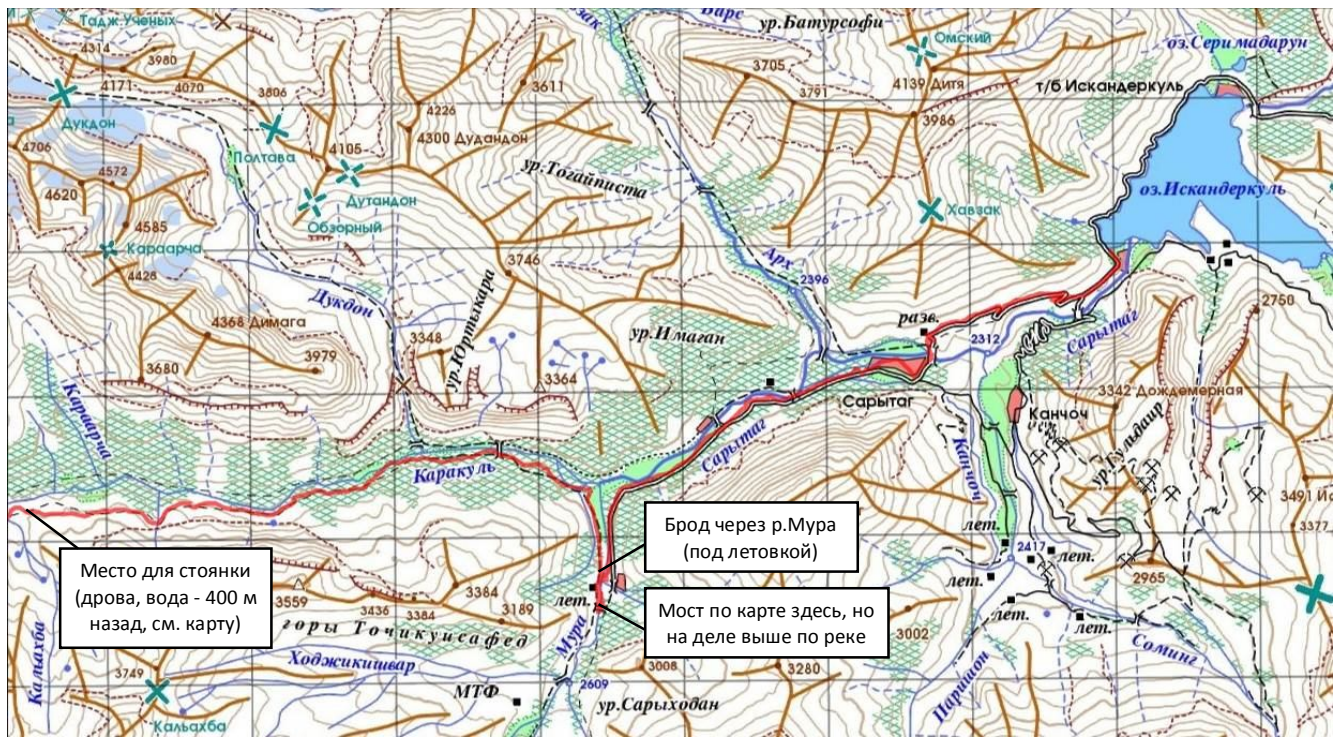 Тадж.Ученых
4314
3980
4171
4070
3806
Дукдон
4706
4572
4620
Полтава
4105
4226
4300 Дудандон
3611
Дутандон
Обзорный
4585
Караарча
4426
Дукдон
4368 Димага
3979
3680
3348
3746
ур.Юртыкара
3364
Караарча
Каракуль
ур.Тогайписта
ур.Имаган
ур.Батурсофи
Барс
3705
3791
Омский
4139 Дитя
3986
Хавзак
Арх
2396
оз.Серимадарун
т/б Искандеркуль
оз.Искандеркуль
разв.
2312
Сарытаг
Сарытаг
Сарытаг
Канчоч
Канчоч
2750
3342 Дождемерная
ур.Кульдаир
3491
3377
лет.
2417
лет.
лет.
лет.
лет.
2965
Соминг
Паришион
3002
3280
3008
ур.Сарыходан
2609
МТФ
Мура
лет.
3189
3384
3384
3436
3559
горы Точикуисафед
Ходжикишвар
3749
Кальахба
Кальахба
Место для стоянки
(дрова, вода - 400 м
назад, см. карту)
Брод через р.Мура
(под летовкой)
Мост по карте здесь, но
на деле выше по реке